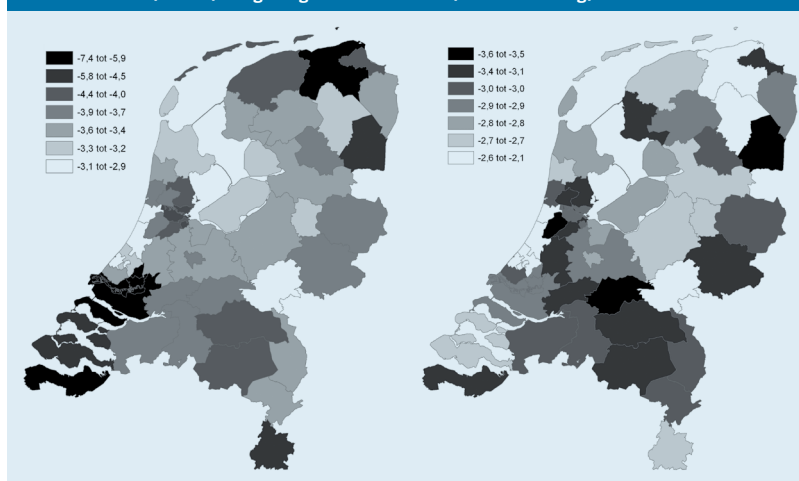 -7,4 tot -5,9
-5,8 tot -4,5
-4,4 tot -4,0
-3,9 tot -3,7
-3,6 tot -3,4
-3,3 tot -3,2
-3,1 tot -2,9
-3,6 tot -3,5
-3,4 tot -3,1
-3,0 tot -3,0
-2,9 tot -2,9
-2,8 tot -2,8
-2,7 tot -2,7
-2,6 tot -2,1